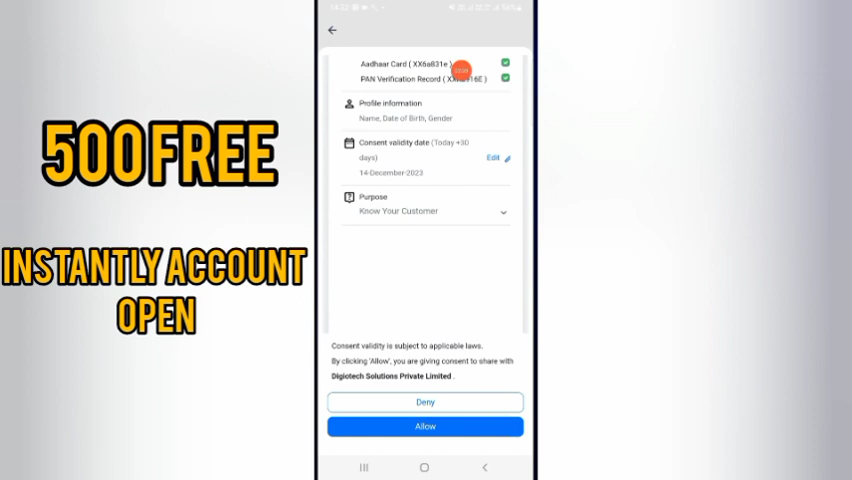 500 FREE
INSTANTLY ACCOUNT
OPEN
14:32
Aadhaar Card ( XX6a831e )
PAN Verification Record (
Profile information
Name, Date of Birth, Gender
Consent validity date (Today +30
days)
Edit
14-December-2023
Purpose
Know Your Customer
Consent validity is subject to applicable laws.
By clicking 'Allow', you are giving consent to share with
Digiotech Solutions Private Limited .
Deny
Allow